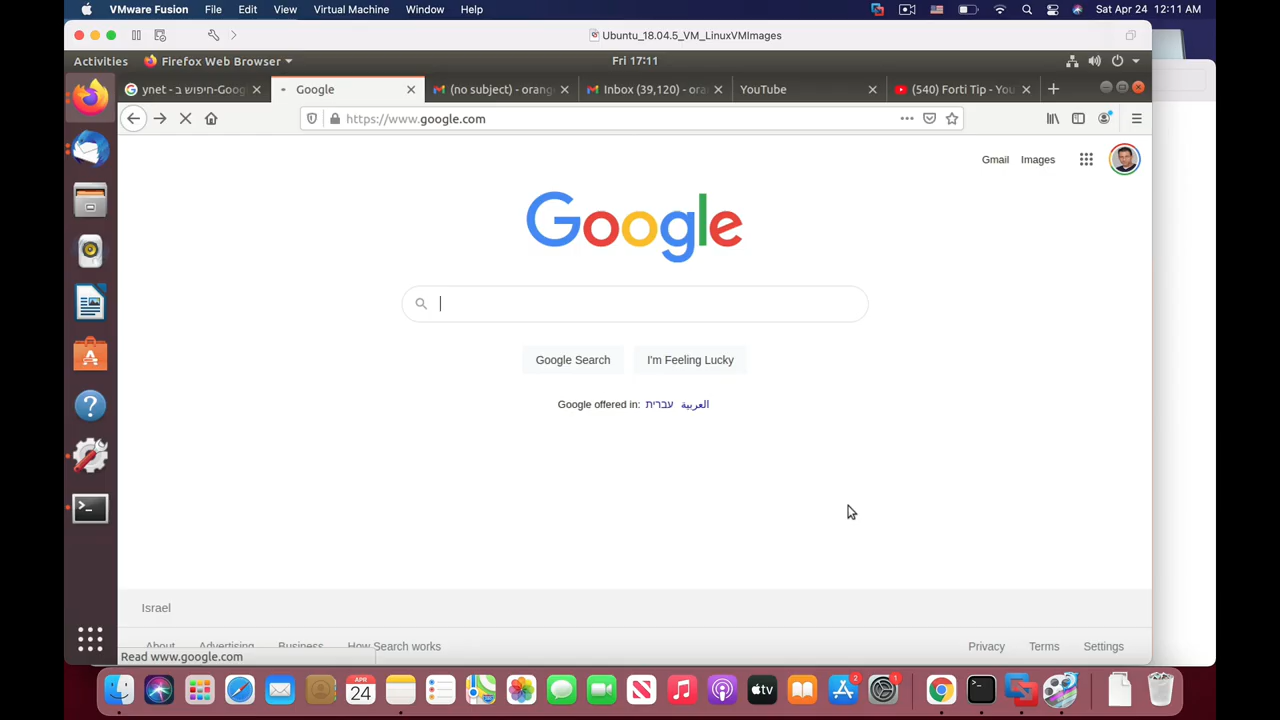 VMware Fusion File Edit View Virtual Machine Window Help Sat Apr 24 12:11 AM
Ubuntu_18.04.5_VM_LinuxVMImages
Activities Firefox Web Browser Fri 17:11
ynet - חיפוש ב-Goog Google (no subject) - orang Inbox (39,120) - ora YouTube (540) Forti Tip - You
https://www.google.com
Gmail Images
Google
Google Search I'm Feeling Lucky
Google offered in: עברית العربية
Israel
About Advertising Business How Search works Privacy Terms Settings
Read www.google.com
APR
24
tv
2
1